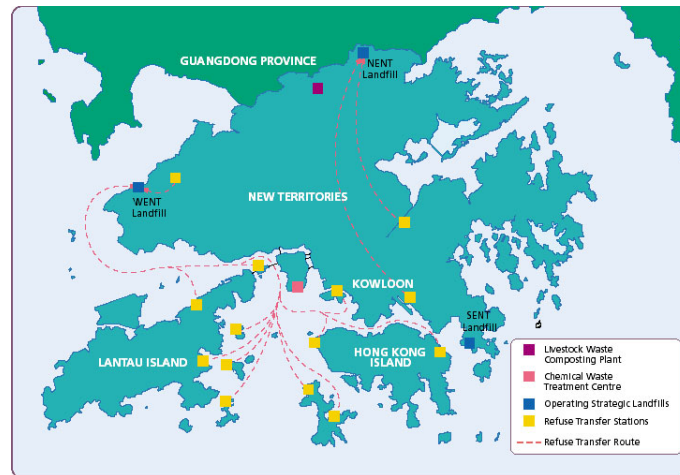 GUANGDONG PROVINCE
NENT
Landfill
WENT
Landfill
NEW TERRITORIES
KOWLOON
SENT
Landfill
LANTAU ISLAND
HONG KONG
ISLAND
Livestock Waste
Composting Plant
Chemical Waste
Treatment Centre
Operating Strategic Landfills
Refuse Transfer Stations
Refuse Transfer Route